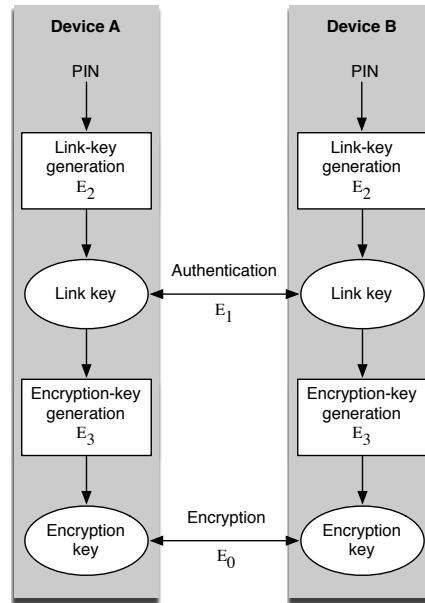 Device A
Device B
PIN
PIN
Link-key
generation
E2
Link-key
generation
E2
Authentication
Link key
Link key
E1
Encryption-key
generation
E3
Encryption-key
generation
E3
Encryption
Encryption
key
Encryption
key
E0